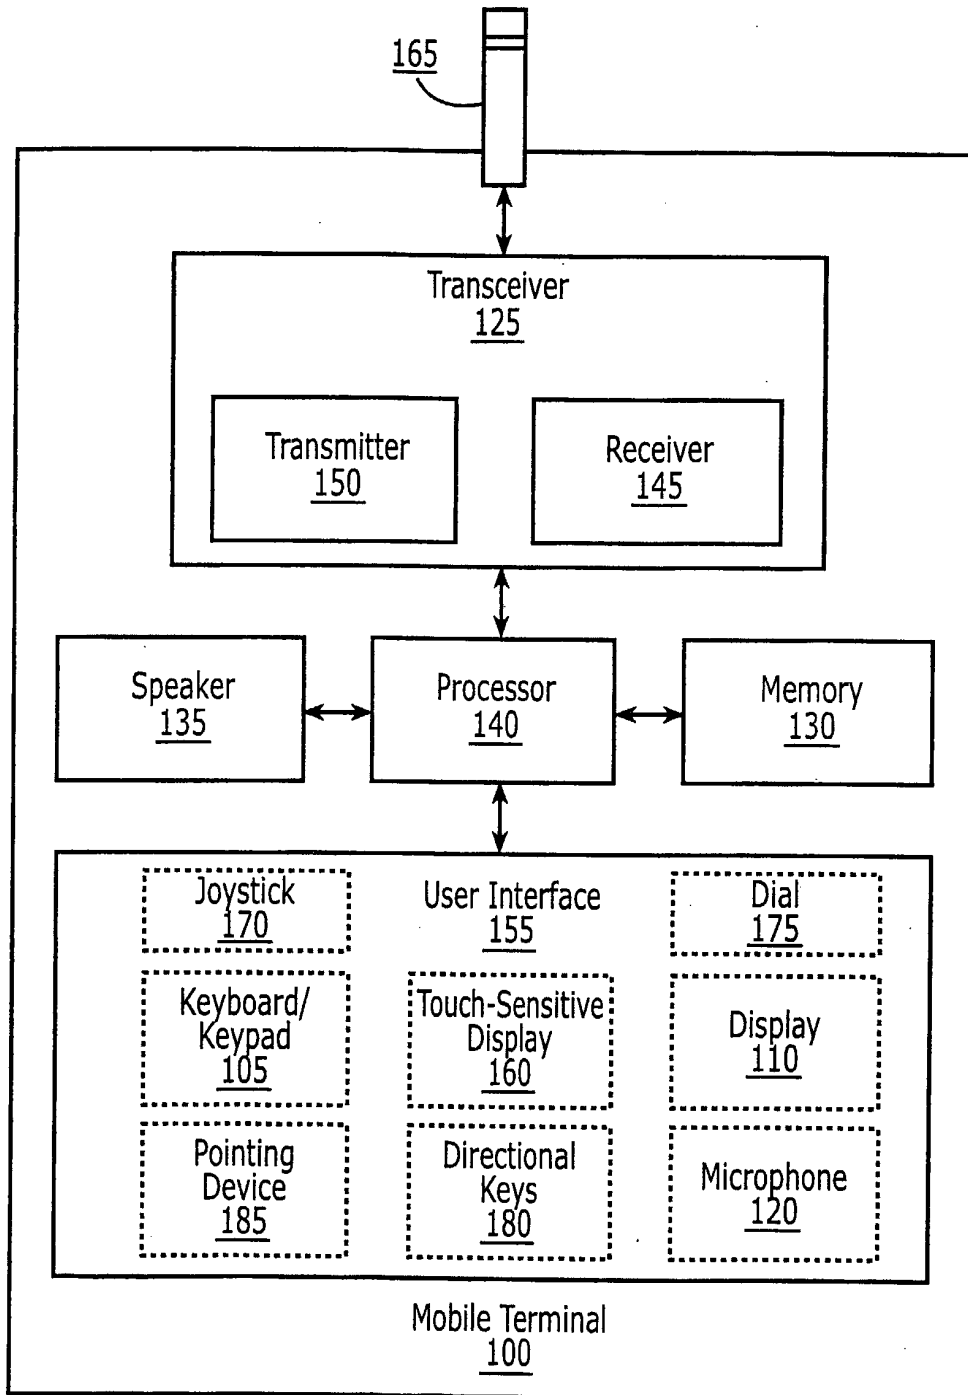 165
Transceiver
125
Transmitter
150
Receiver
145
Speaker
135
Processor
140
Memory
130
Joystick
170
User Interface
155
Dial
175
Keyboard/
Keypad
105
Touch-Sensitive
Display
160
Display
110
Pointing
Device
185
Directional
Keys
180
Microphone
120
Mobile Terminal
100